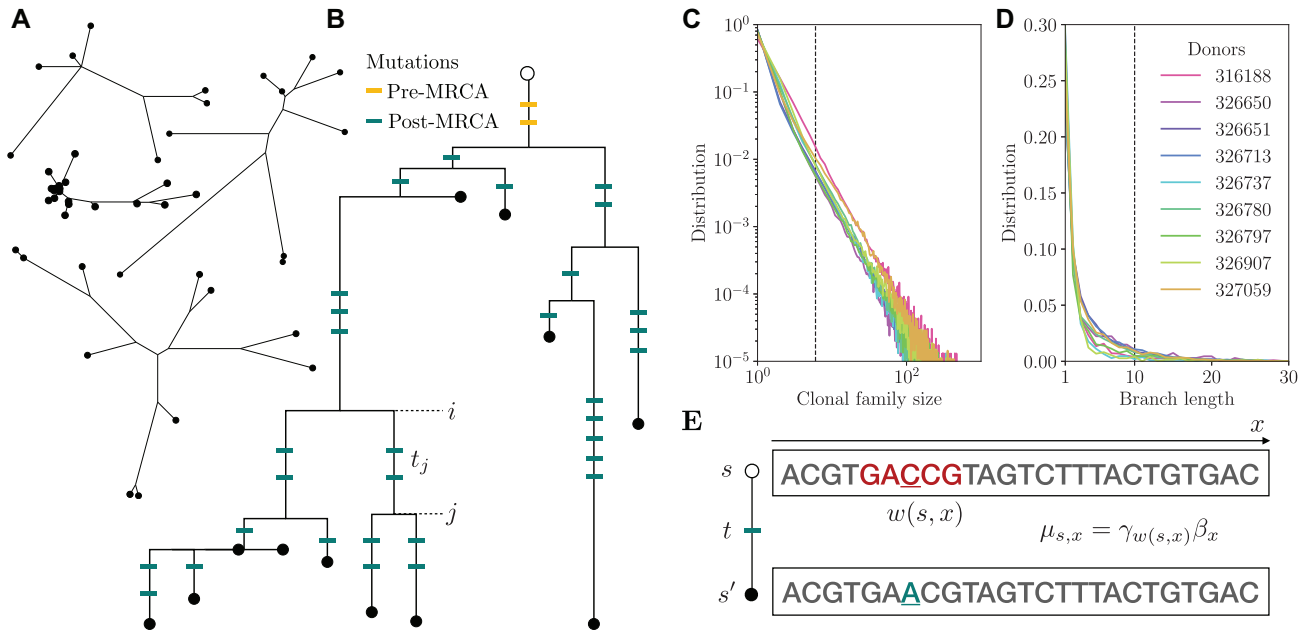 A
B
Mutations
Pre-MRCA
Post-MRCA
i
t_j
j
C
10^0
10^-1
10^-2
10^-3
10^-4
10^-5
Distribution
10^0
10^2
Clonal family size
D
0.30
0.25
0.20
0.15
0.10
0.05
0.00
Distribution
1
10
20
30
Branch length
Donors
316188
326650
326651
326713
326737
326780
326797
326907
327059
E
x
s
ACGTGACCGTAGTCTTTACTGTGAC
w(s, x)
t
μ_{s,x} = γ_{w(s,x)}β_x
s′
ACGTGAACGTAGTCTTTACTGTGAC